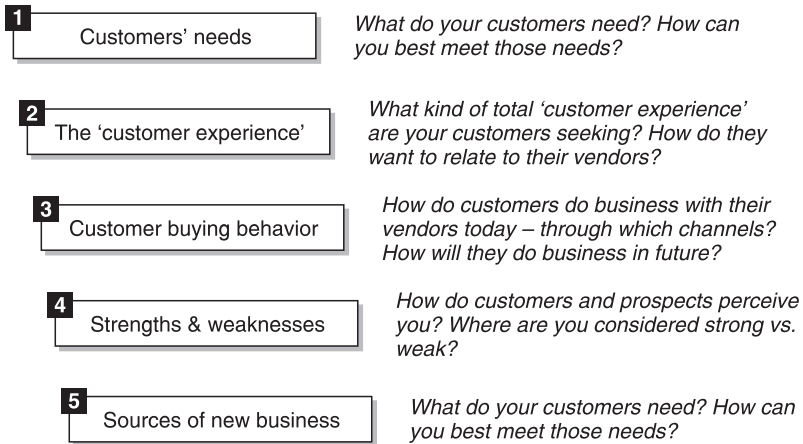 1
Customers' needs
What do your customers need? How can
you best meet those needs?
2
The 'customer experience'
What kind of total 'customer experience'
are your customers seeking? How do they
want to relate to their vendors?
3
Customer buying behavior
How do customers do business with their
vendors today – through which channels?
How will they do business in future?
4
Strengths & weaknesses
How do customers and prospects perceive
you? Where are you considered strong vs.
weak?
5
Sources of new business
What do your customers need? How can
you best meet those needs?